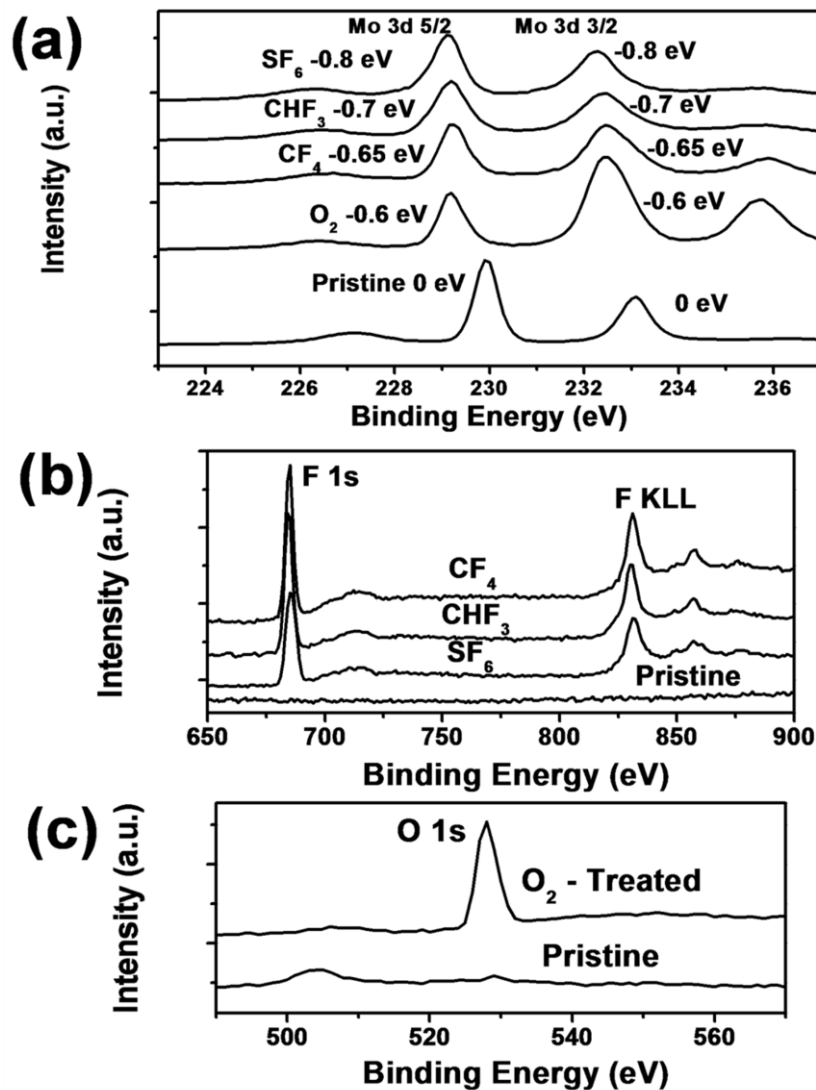 (a)
Mo 3d 5/2 Mo 3d 3/2
SF6 -0.8 eV -0.8 eV
CHF3 -0.7 eV -0.7 eV
CF4 -0.65 eV -0.65 eV
O2 -0.6 eV -0.6 eV
Pristine 0 eV 0 eV
Intensity (a.u.)
224 226 228 230 232 234 236
Binding Energy (eV)
(b)
F 1s
F KLL
CF4
CHF3
SF6
Pristine
Intensity (a.u.)
650 700 750 800 850 900
Binding Energy (eV)
(c)
O 1s
O2 - Treated
Pristine
Intensity (a.u.)
500 520 540 560
Binding Energy (eV)